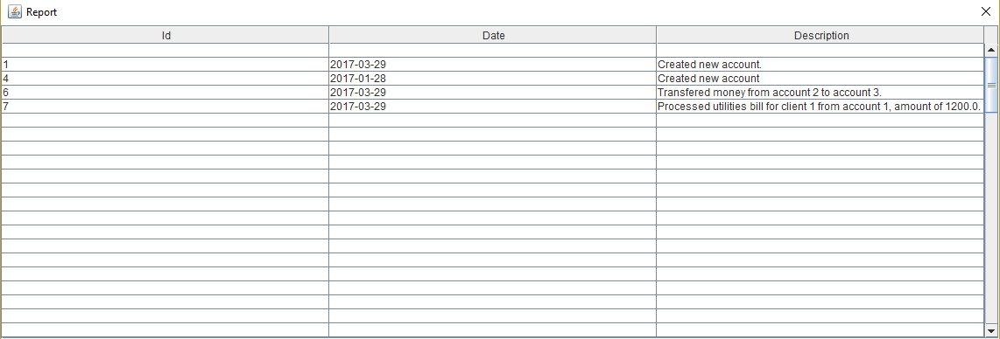 Report
Id Date Description
1 2017-03-29 Created new account.
4 2017-01-28 Created new account
6 2017-03-29 Transfered money from account 2 to account 3.
7 2017-03-29 Processed utilities bill for client 1 from account 1, amount of 1200.0.